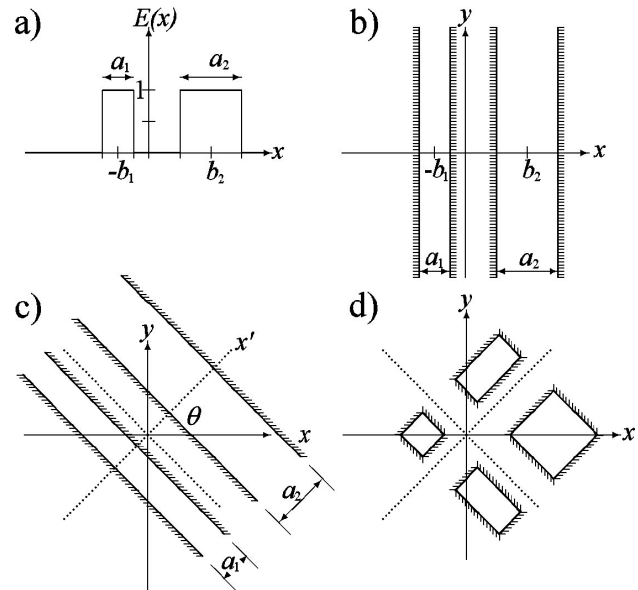 a)
E(x)
a₁
a₂
1
-b₁
b₂
x
b)
y
x
-b₁
b₂
a₁
a₂
c)
y
x′
θ
x
a₂
a₁
d)
y
x